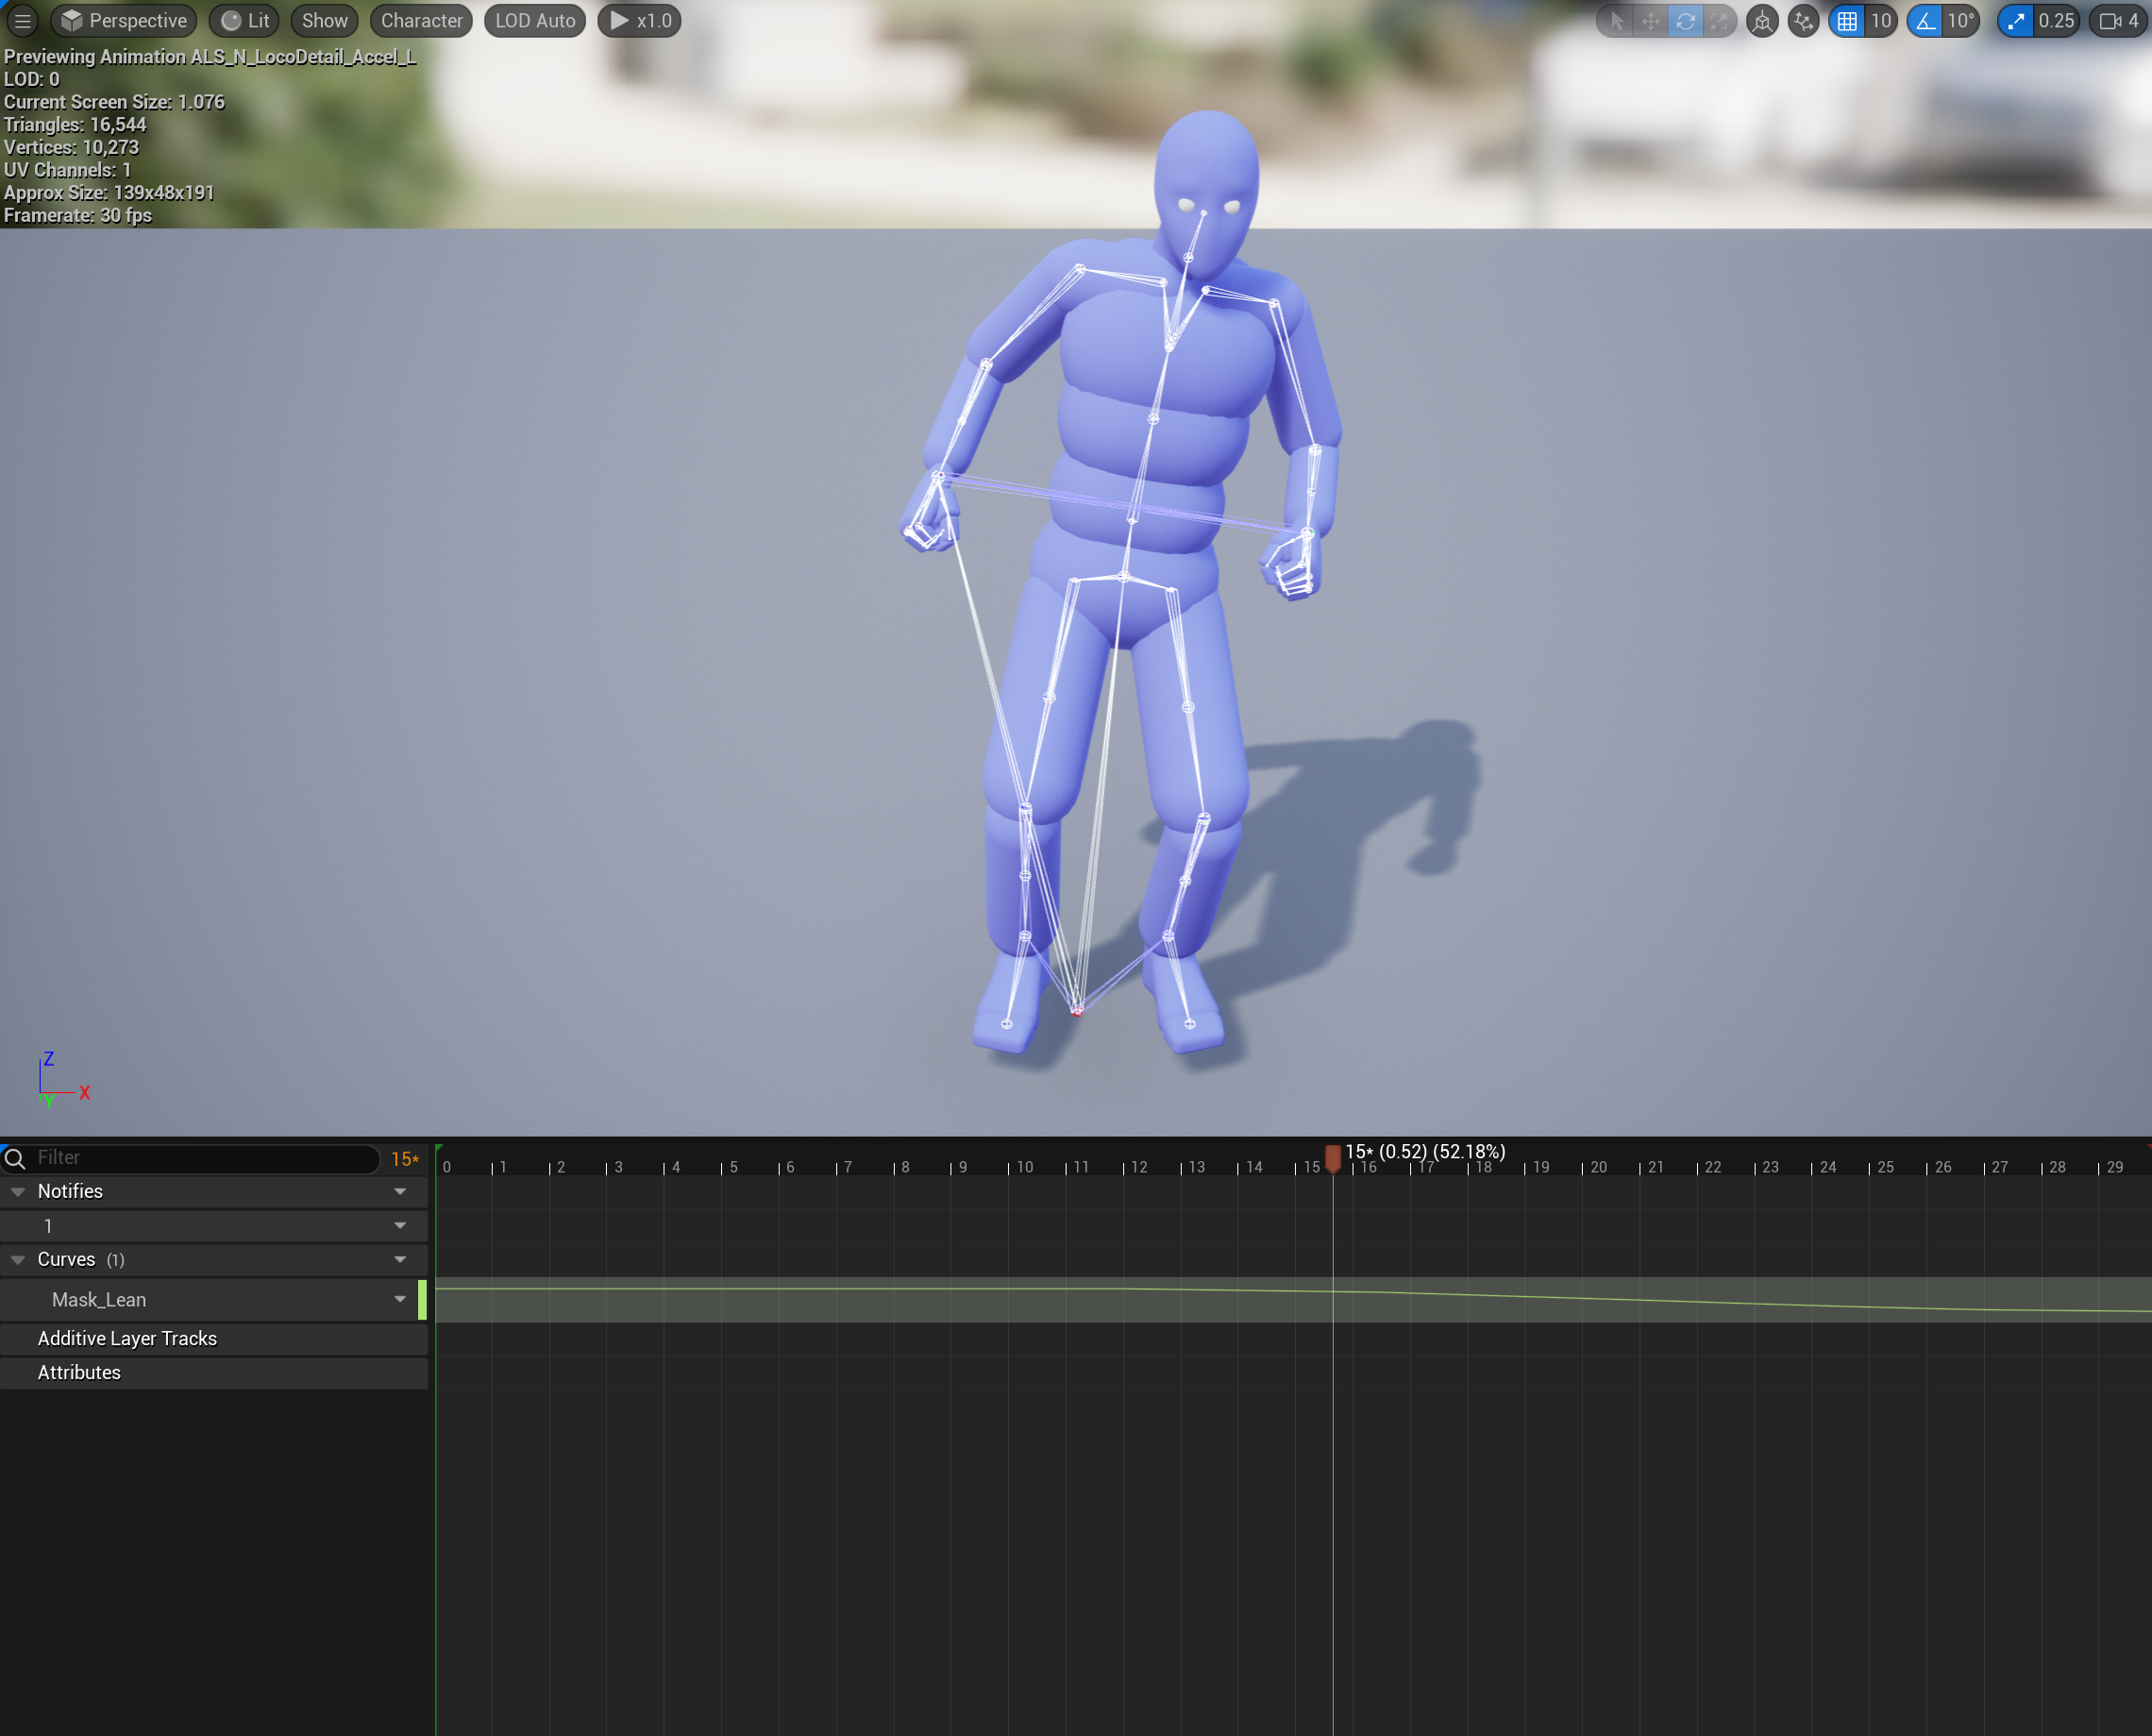 Perspective Lit Show Character LOD Auto x1.0 10 10° 0.25 4
Previewing Animation ALS_N_LocoDetail_Accel_L
LOD: 0
Current Screen Size: 1.076
Triangles: 16,544
Vertices: 10,273
UV Channels: 1
Approx Size: 139x48x191
Framerate: 30 fps
Z
X
Y
Filter 15*
15* (0.52) (52.18%)
0 1 2 3 4 5 6 7 8 9 10 11 12 13 14 15 16 17 18 19 20 21 22 23 24 25 26 27 28 29
Notifies
1
Curves (1)
Mask_Lean
Additive Layer Tracks
Attributes